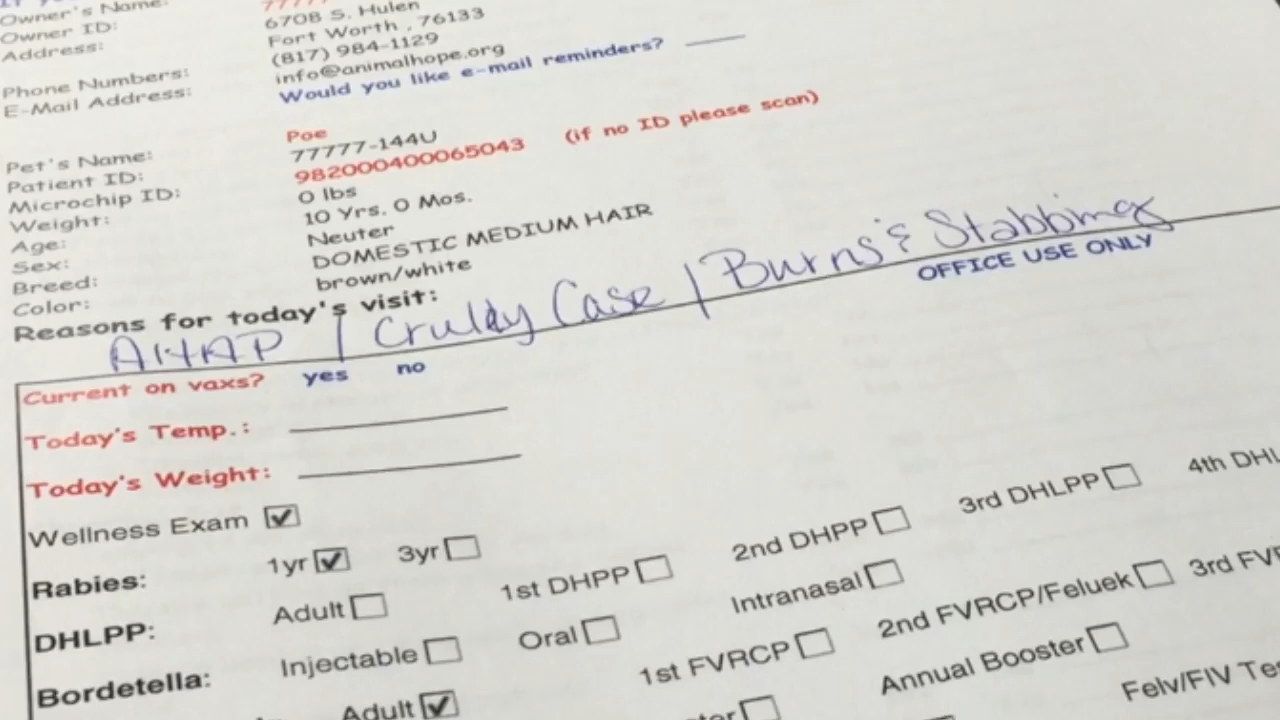 Owner's Name:
Owner ID: 77777
Address: 6708 S. Hulen
Fort Worth , 76133
Phone Numbers: (817) 984-1129
E-Mail Address: info@animalhope.org
Would you like e-mail reminders?
Pet's Name: Poe
Patient ID: 77777-144U
Microchip ID: 982000400065043 (if no ID please scan)
Weight: 0 lbs
Age: 10 Yrs. 0 Mos.
Sex: Neuter
Breed: DOMESTIC MEDIUM HAIR
Color: brown/white
Reasons for today's visit:
AHAP / Cruelty Case / Burns & Stabbing
OFFICE USE ONLY
Current on vaxs? yes no
Today's Temp.:
Today's Weight:
Wellness Exam
Rabies: 1yr 3yr
DHLPP: Adult 1st DHPP 2nd DHPP 3rd DHLPP 4th DHL
Bordetella: Injectable Oral Intranasal
Adult 1st FVRCP 2nd FVRCP/Feluek 3rd FVR
Annual Booster
Felv/FIV Te